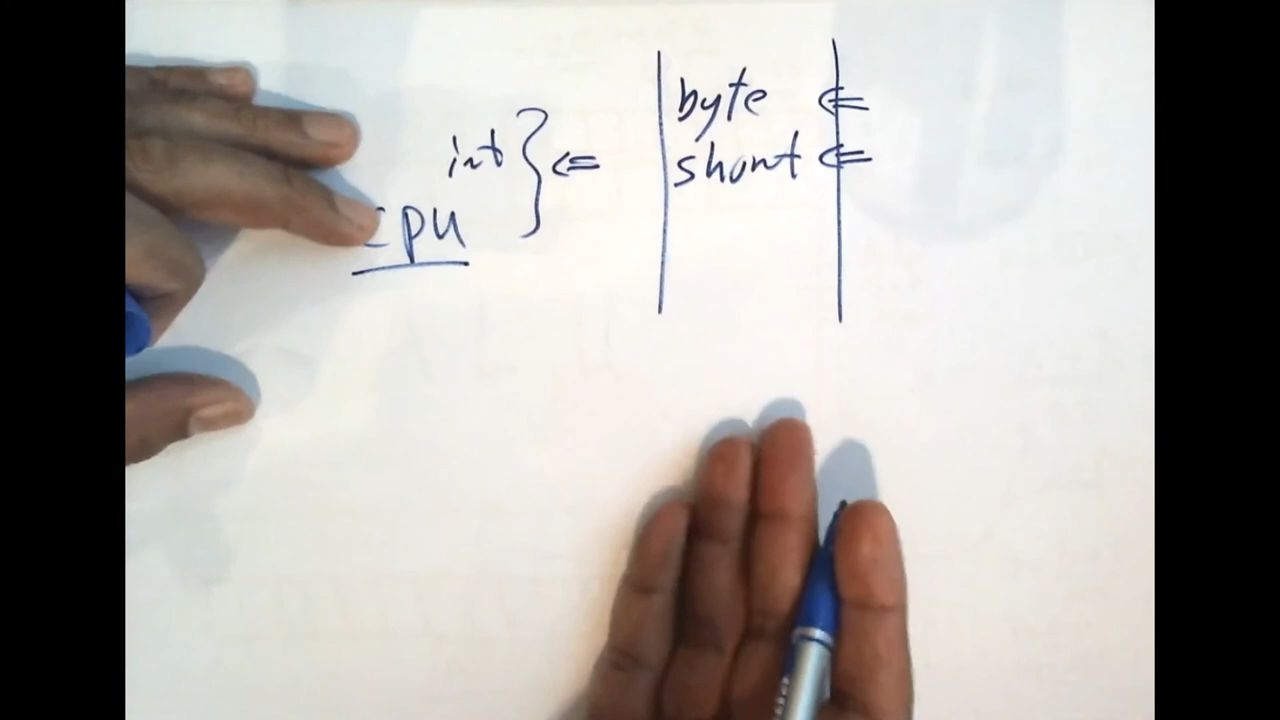 byte <=
int } <= short <=
CPU